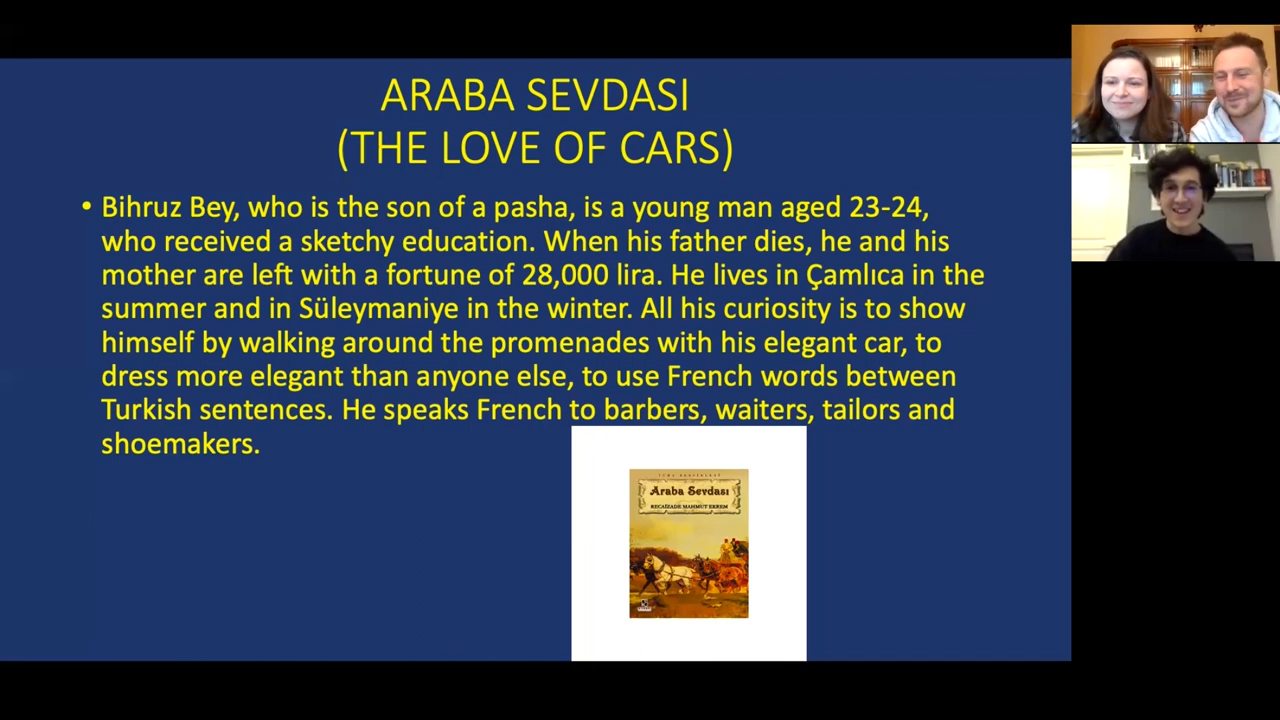 ARABA SEVDASI
(THE LOVE OF CARS)
• Bihruz Bey, who is the son of a pasha, is a young man aged 23-24,
who received a sketchy education. When his father dies, he and his
mother are left with a fortune of 28,000 lira. He lives in Çamlıca in the
summer and in Süleymaniye in the winter. All his curiosity is to show
himself by walking around the promenades with his elegant car, to
dress more elegant than anyone else, to use French words between
Turkish sentences. He speaks French to barbers, waiters, tailors and
shoemakers.
Araba Sevdası
RECAİZADE MAHMUT EKREM